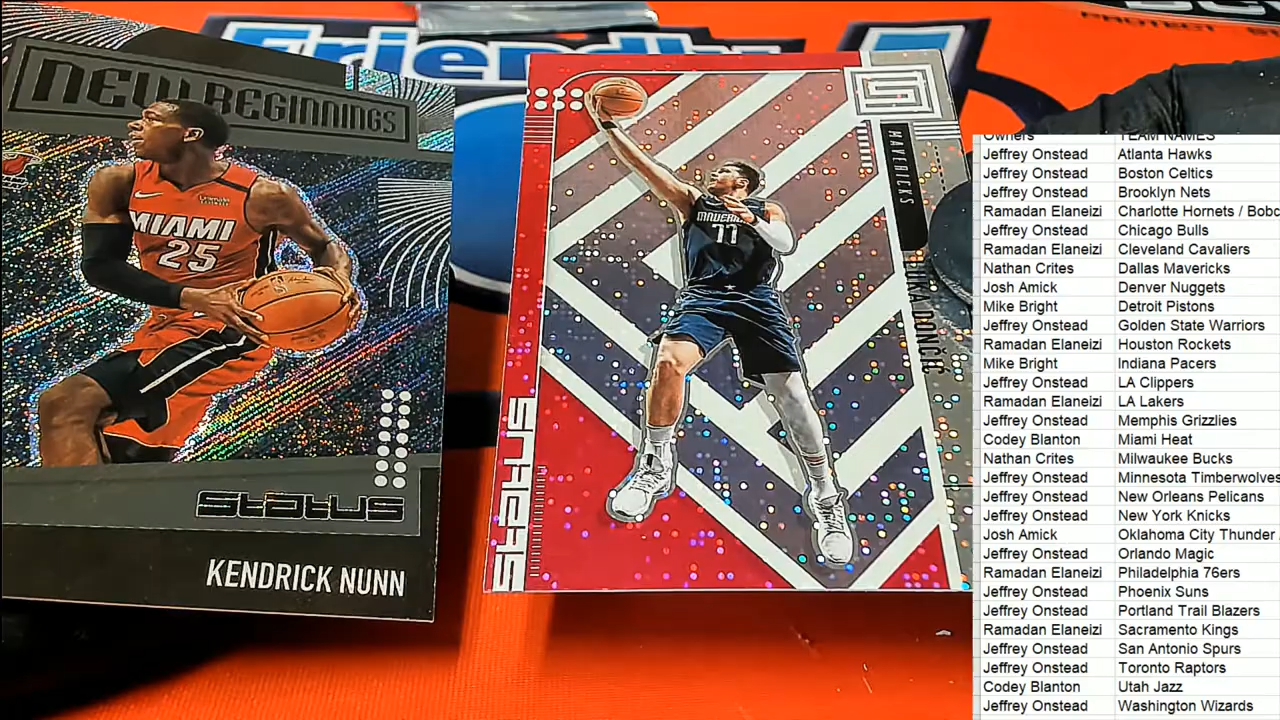 Friendly
PROTECT
NEW BEGINNINGS
MIAMI
25
Status
KENDRICK NUNN
MAVERICKS
LUKA DONČIĆ
77
STATUS
Owners TEAM NAMES
Jeffrey Onstead Atlanta Hawks
Jeffrey Onstead Boston Celtics
Jeffrey Onstead Brooklyn Nets
Ramadan Elaneizi Charlotte Hornets / Bobc
Jeffrey Onstead Chicago Bulls
Ramadan Elaneizi Cleveland Cavaliers
Nathan Crites Dallas Mavericks
Josh Amick Denver Nuggets
Mike Bright Detroit Pistons
Jeffrey Onstead Golden State Warriors
Ramadan Elaneizi Houston Rockets
Mike Bright Indiana Pacers
Jeffrey Onstead LA Clippers
Ramadan Elaneizi LA Lakers
Jeffrey Onstead Memphis Grizzlies
Codey Blanton Miami Heat
Nathan Crites Milwaukee Bucks
Jeffrey Onstead Minnesota Timberwolves
Jeffrey Onstead New Orleans Pelicans
Jeffrey Onstead New York Knicks
Josh Amick Oklahoma City Thunder
Jeffrey Onstead Orlando Magic
Ramadan Elaneizi Philadelphia 76ers
Jeffrey Onstead Phoenix Suns
Jeffrey Onstead Portland Trail Blazers
Ramadan Elaneizi Sacramento Kings
Jeffrey Onstead San Antonio Spurs
Jeffrey Onstead Toronto Raptors
Codey Blanton Utah Jazz
Jeffrey Onstead Washington Wizards